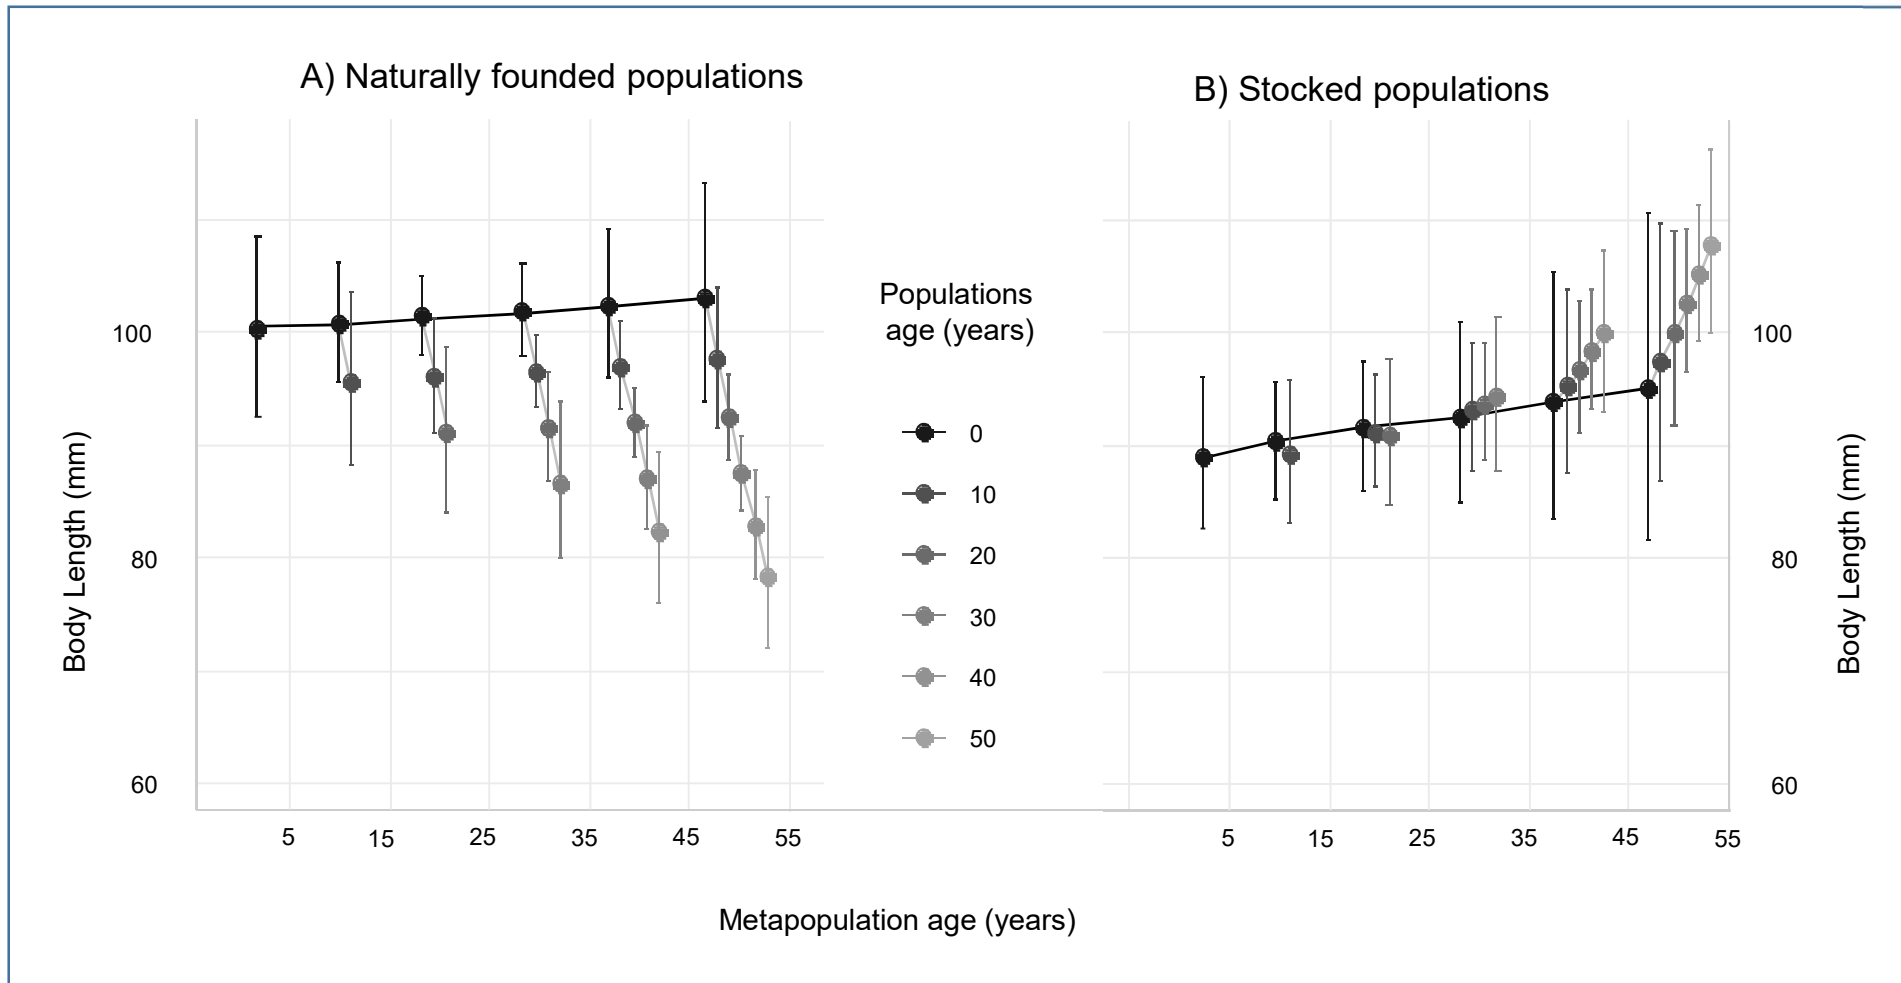 A) Naturally founded populations
B) Stocked populations
Body Length (mm)
100
80
60
5 15 25 35 45 55
Populations
age (years)
0
10
20
30
40
50
100
80
60
Body Length (mm)
5 15 25 35 45 55
Metapopulation age (years)